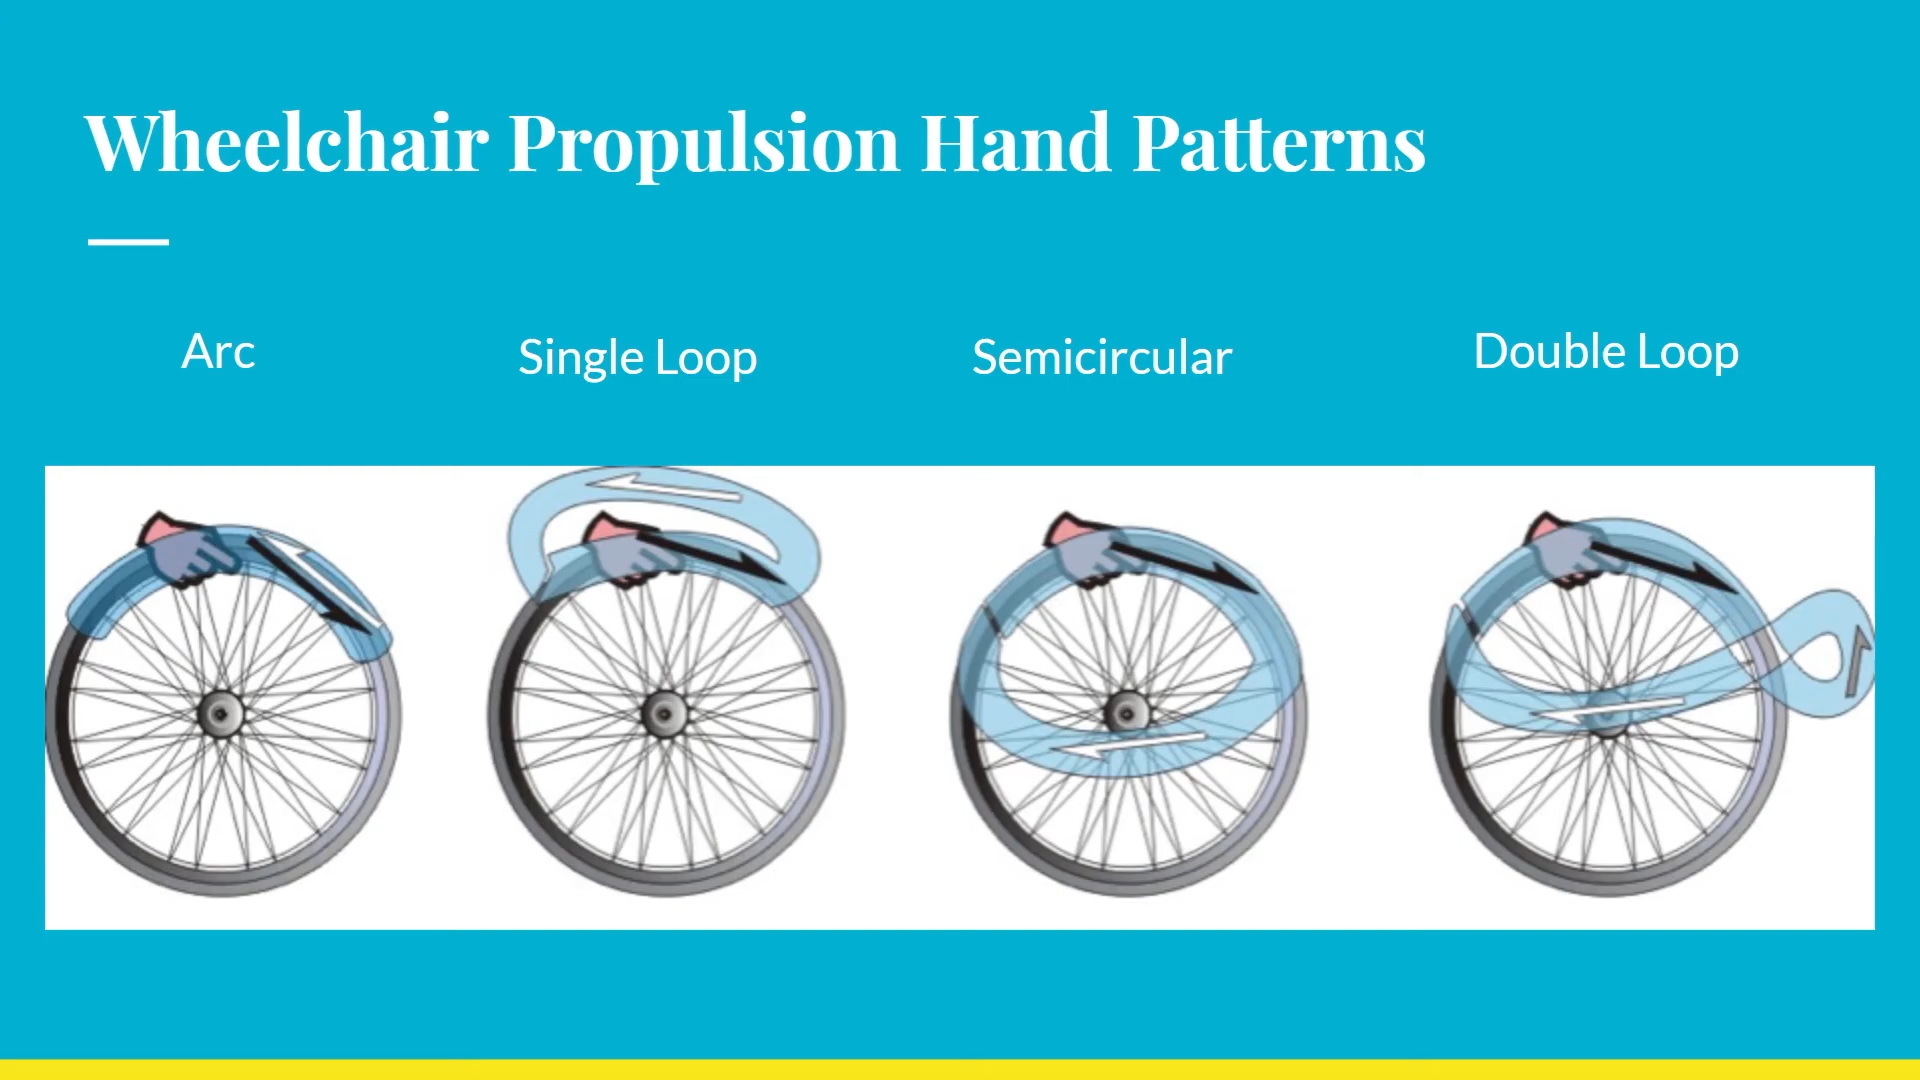 Wheelchair Propulsion Hand Patterns
Arc
Single Loop
Semicircular
Double Loop